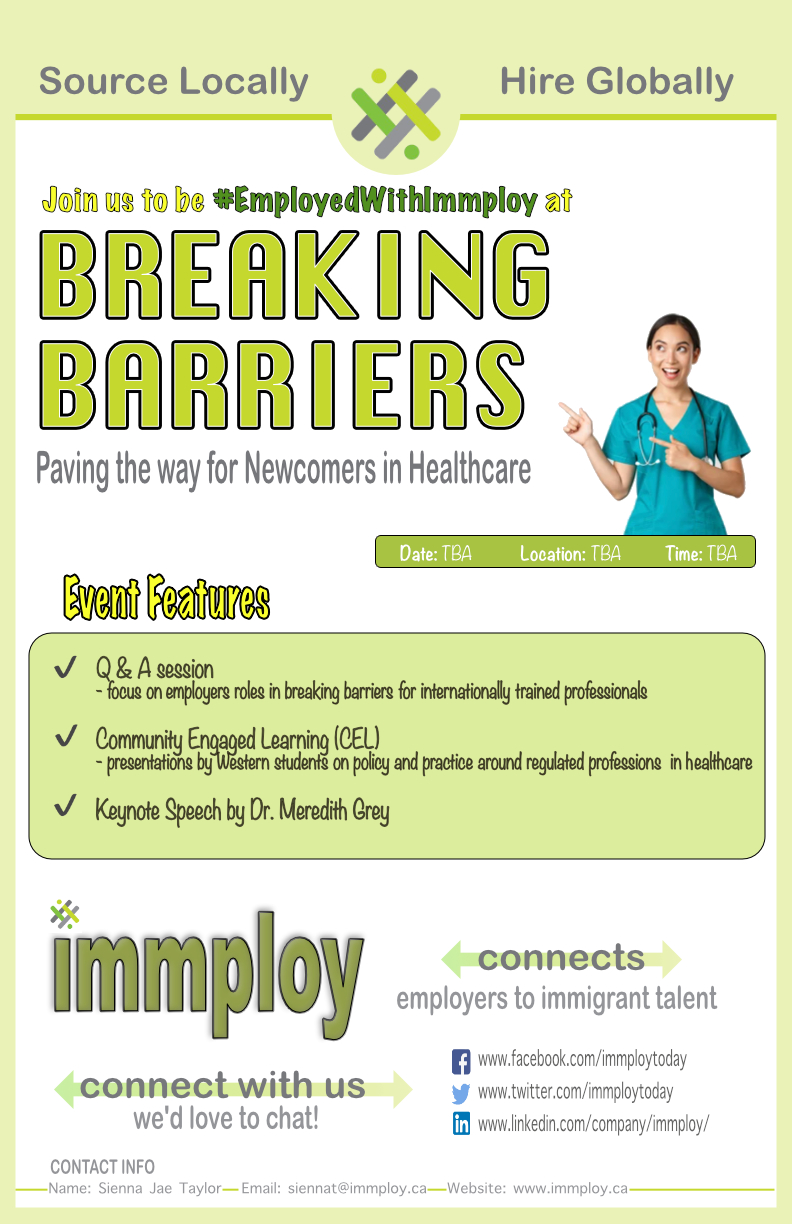 Source Locally Hire Globally
Join us to be #EmployedWithImmploy at
BREAKING
BARRIERS
Paving the way for Newcomers in Healthcare
Date: TBA Location: TBA Time: TBA
Event Features
Q & A session
- focus on employers roles in breaking barriers for internationally trained professionals
Community Engaged Learning (CEL)
- presentations by Western students on policy and practice around regulated professions in healthcare
Keynote Speech by Dr. Meredith Grey
immploy
connects
employers to immigrant talent
www.facebook.com/immploytoday
www.twitter.com/immploytoday
www.linkedin.com/company/immploy/
connect with us
we'd love to chat!
CONTACT INFO
Name: Sienna Jae Taylor Email: siennat@immploy.ca Website: www.immploy.ca